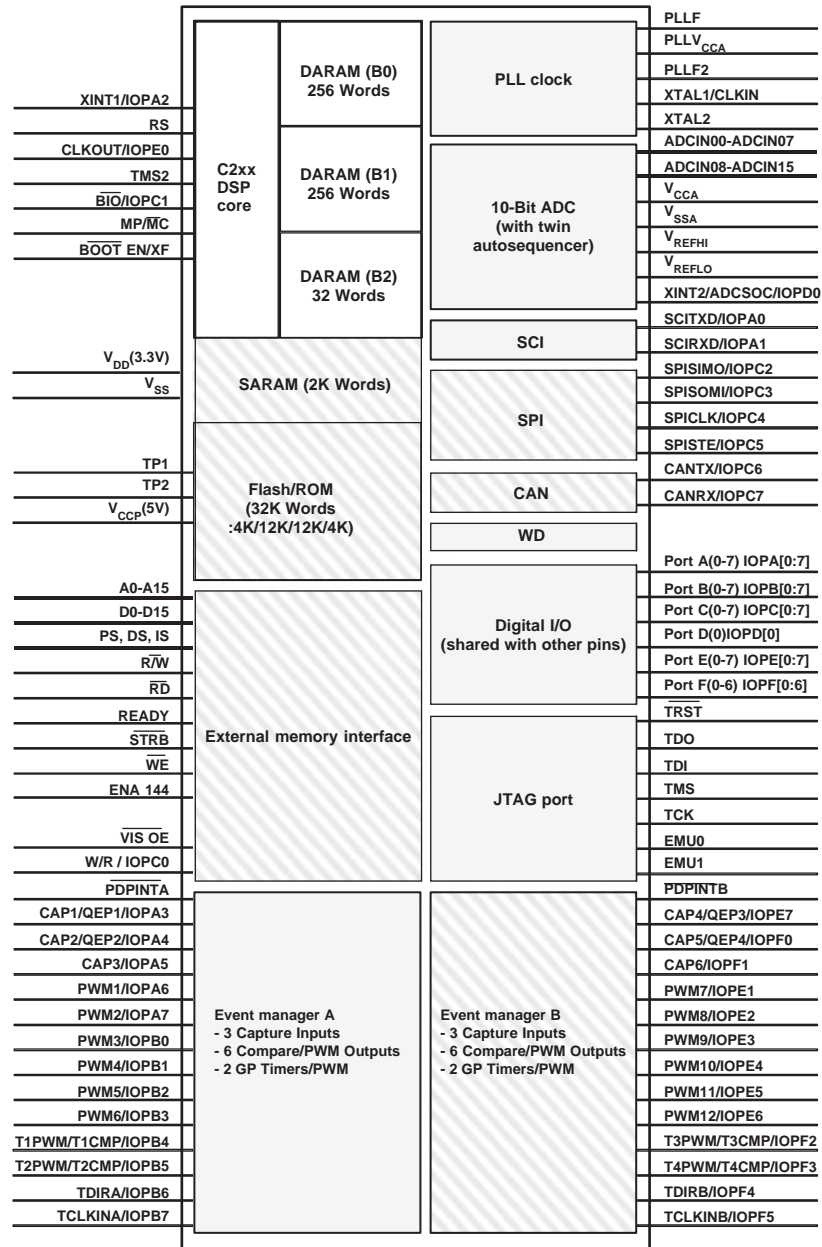 XINT1/IOPA2
RS
CLKOUT/IOPE0
TMS2
BIO/IOPC1
MP/MC
BOOT EN/XF
VDD(3.3V)
VSS
TP1
TP2
VCCP(5V)
A0-A15
D0-D15
PS, DS, IS
R/W
RD
READY
STRB
WE
ENA 144
VIS OE
W/R / IOPC0
PDPINTA
CAP1/QEP1/IOPA3
CAP2/QEP2/IOPA4
CAP3/IOPA5
PWM1/IOPA6
PWM2/IOPA7
PWM3/IOPB0
PWM4/IOPB1
PWM5/IOPB2
PWM6/IOPB3
T1PWM/T1CMP/IOPB4
T2PWM/T2CMP/IOPB5
TDIRA/IOPB6
TCLKINA/IOPB7
C2xx
DSP
core
DARAM (B0)
256 Words
DARAM (B1)
256 Words
DARAM (B2)
32 Words
SARAM (2K Words)
Flash/ROM
(32K Words
:4K/12K/12K/4K)
External memory interface
Event manager A
- 3 Capture Inputs
- 6 Compare/PWM Outputs
- 2 GP Timers/PWM
PLL clock
10-Bit ADC
(with twin
autosequencer)
SCI
SPI
CAN
WD
Digital I/O
(shared with other pins)
JTAG port
Event manager B
- 3 Capture Inputs
- 6 Compare/PWM Outputs
- 2 GP Timers/PWM
PLLF
PLLVCCA
PLLF2
XTAL1/CLKIN
XTAL2
ADCIN00-ADCIN07
ADCIN08-ADCIN15
VCCA
VSSA
VREFHI
VREFLO
XINT2/ADCSOC/IOPD0
SCITXD/IOPA0
SCIRXD/IOPA1
SPISIMO/IOPC2
SPISOMI/IOPC3
SPICLK/IOPC4
SPISTE/IOPC5
CANTX/IOPC6
CANRX/IOPC7
Port A(0-7) IOPA[0:7]
Port B(0-7) IOPB[0:7]
Port C(0-7) IOPC[0:7]
Port D(0)IOPD[0]
Port E(0-7) IOPE[0:7]
Port F(0-6) IOPF[0:6]
TRST
TDO
TDI
TMS
TCK
EMU0
EMU1
PDPINTB
CAP4/QEP3/IOPE7
CAP5/QEP4/IOPF0
CAP6/IOPF1
PWM7/IOPE1
PWM8/IOPE2
PWM9/IOPE3
PWM10/IOPE4
PWM11/IOPE5
PWM12/IOPE6
T3PWM/T3CMP/IOPF2
T4PWM/T4CMP/IOPF3
TDIRB/IOPF4
TCLKINB/IOPF5